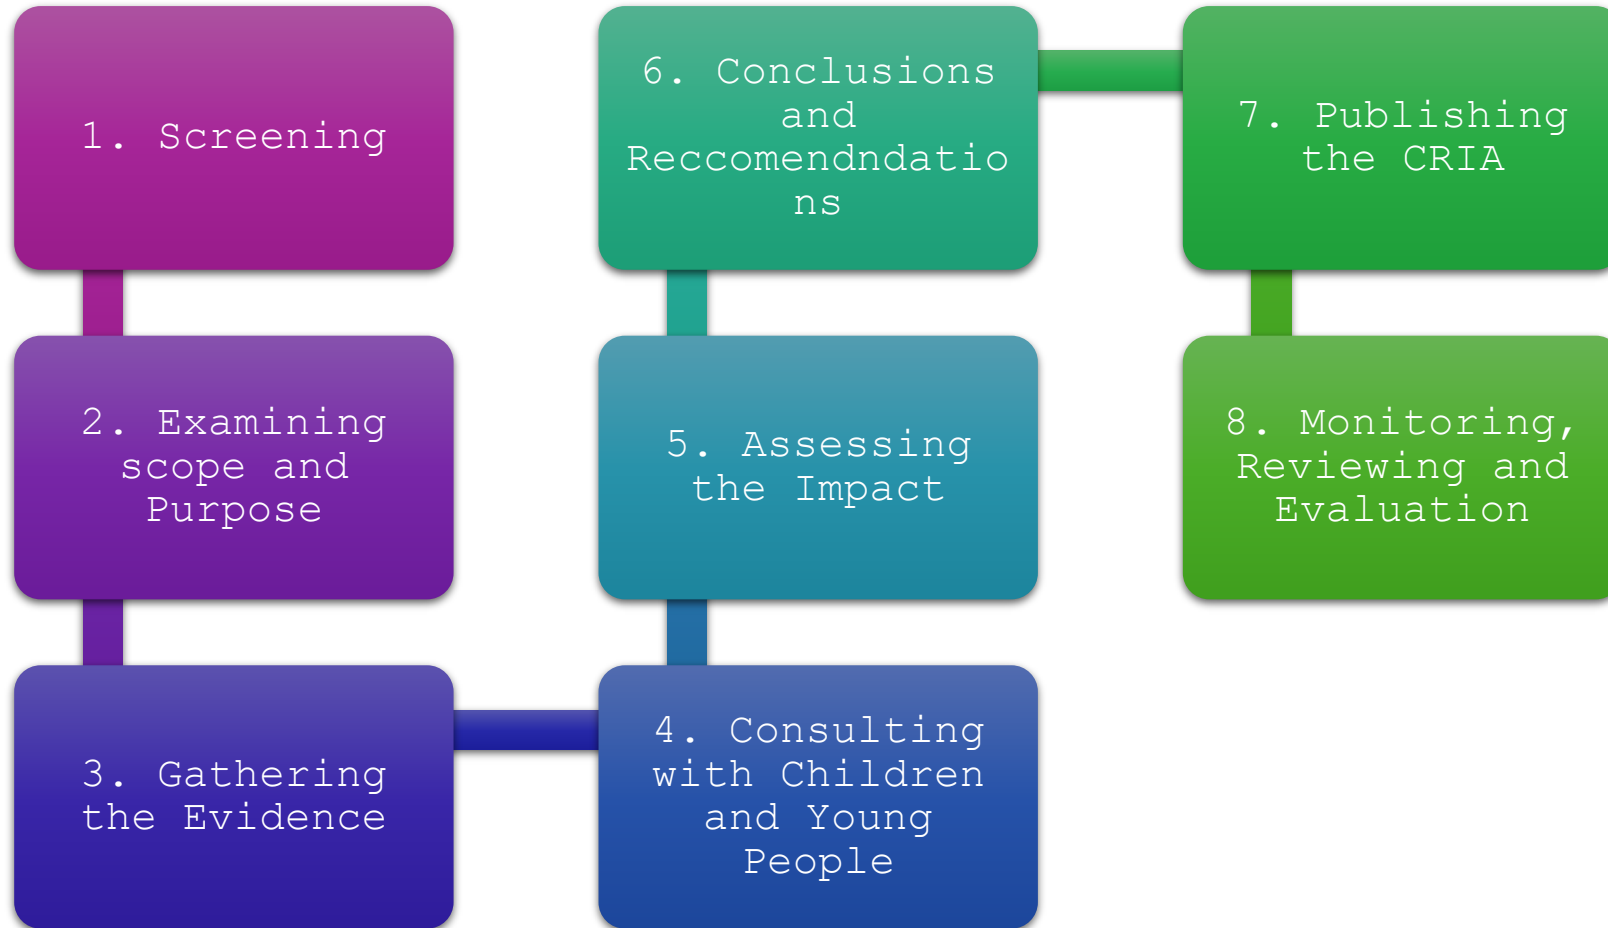 1. Screening
2. Examining
scope and
Purpose
3. Gathering
the Evidence
4. Consulting
with Children
and Young
People
5. Assessing
the Impact
6. Conclusions
and
Reccomendndatio
ns
7. Publishing
the CRIA
8. Monitoring,
Reviewing and
Evaluation